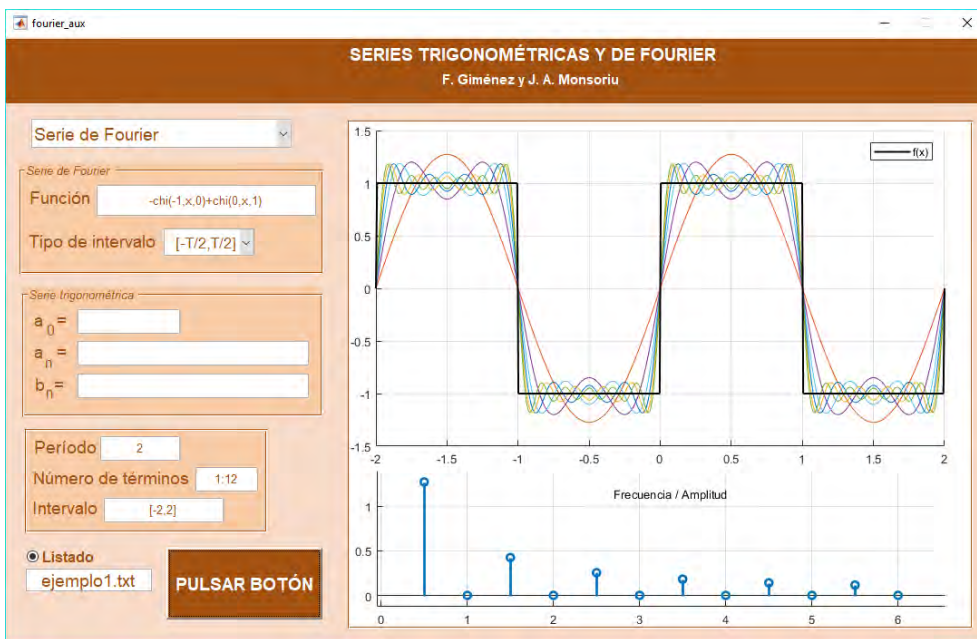 fourier_aux
SERIES TRIGONOMÉTRICAS Y DE FOURIER
F. Giménez y J. A. Monsoriu
Serie de Fourier
Serie de Fourier
Función -chi(-1,x,0)+chi(0,x,1)
Tipo de intervalo [-T/2,T/2]
Serie trigonométrica
a0=
an=
bn=
Período 2
Número de términos 1:12
Intervalo [-2,2]
Listado
ejemplo1.txt
PULSAR BOTÓN
f(x)
1.5
1
0.5
0
-0.5
-1
-1.5
-2 -1.5 -1 -0.5 0 0.5 1 1.5 2
Frecuencia / Amplitud
1
0.5
0
0 1 2 3 4 5 6